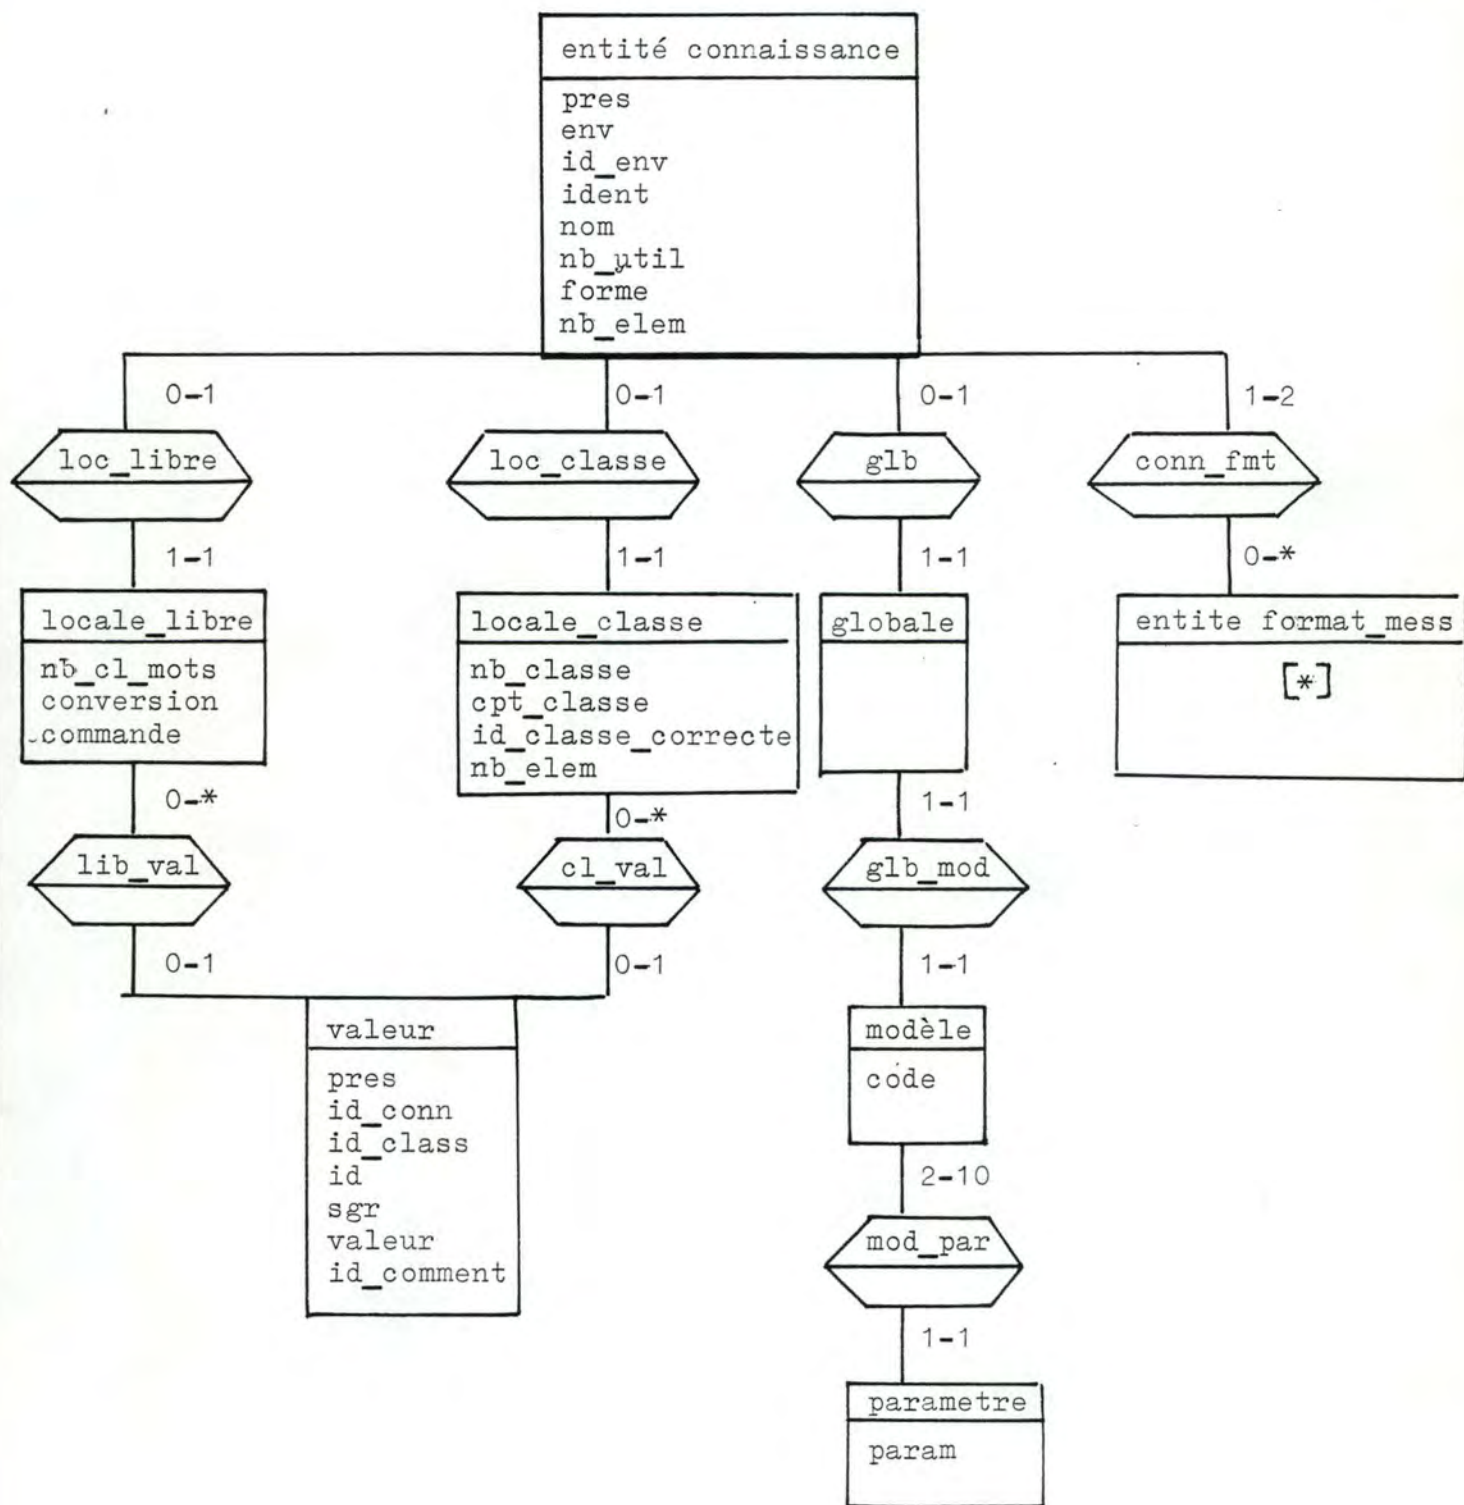 entité connaissance
pres
env
id_env
ident
nom
nb_util
forme
nb_elem
0-1
0-1
0-1
1-2
loc_libre
loc_classe
glb
conn_fmt
1-1
1-1
1-1
0-*
locale_libre
nb_cl_mots
conversion
commande
locale_classe
nb_classe
cpt_classe
id_classe_correcte
nb_elem
globale
entite format_mess
[*]
0-*
0-*
1-1
lib_val
cl_val
glb_mod
0-1
0-1
1-1
valeur
pres
id_conn
id_class
id
sgr
valeur
id_comment
modèle
code
2-10
mod_par
1-1
parametre
param